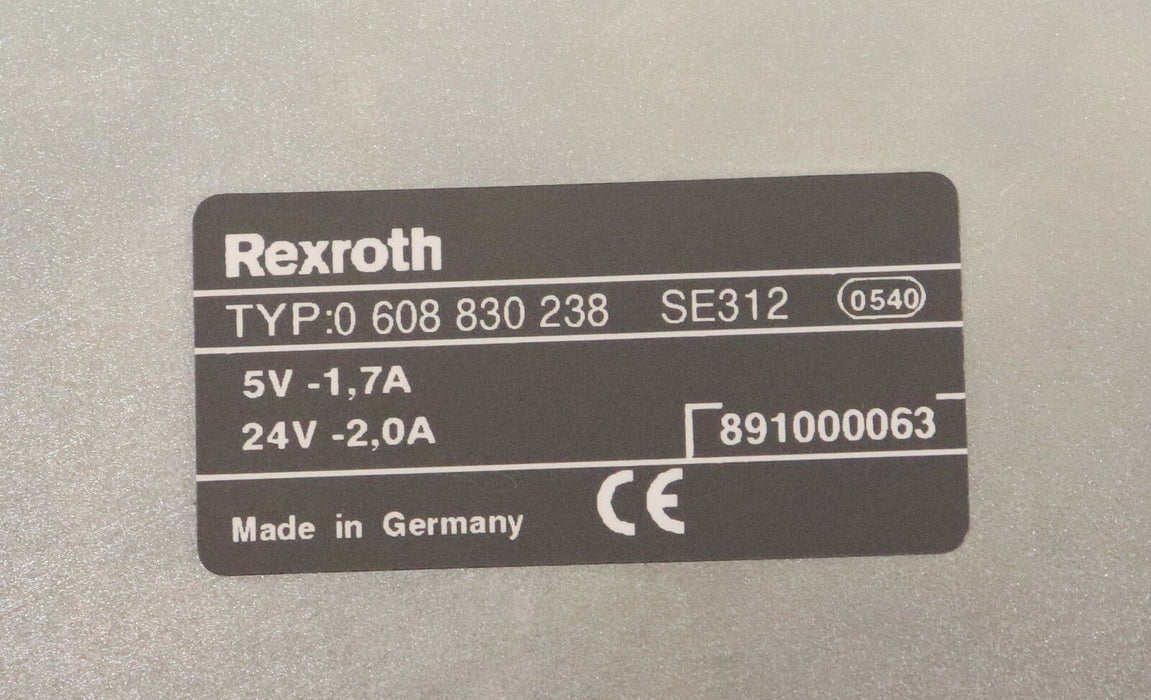 Rexroth
TYP:0 608 830 238 SE312 0540
5V -1,7A
24V -2,0A
891000063
Made in Germany CE